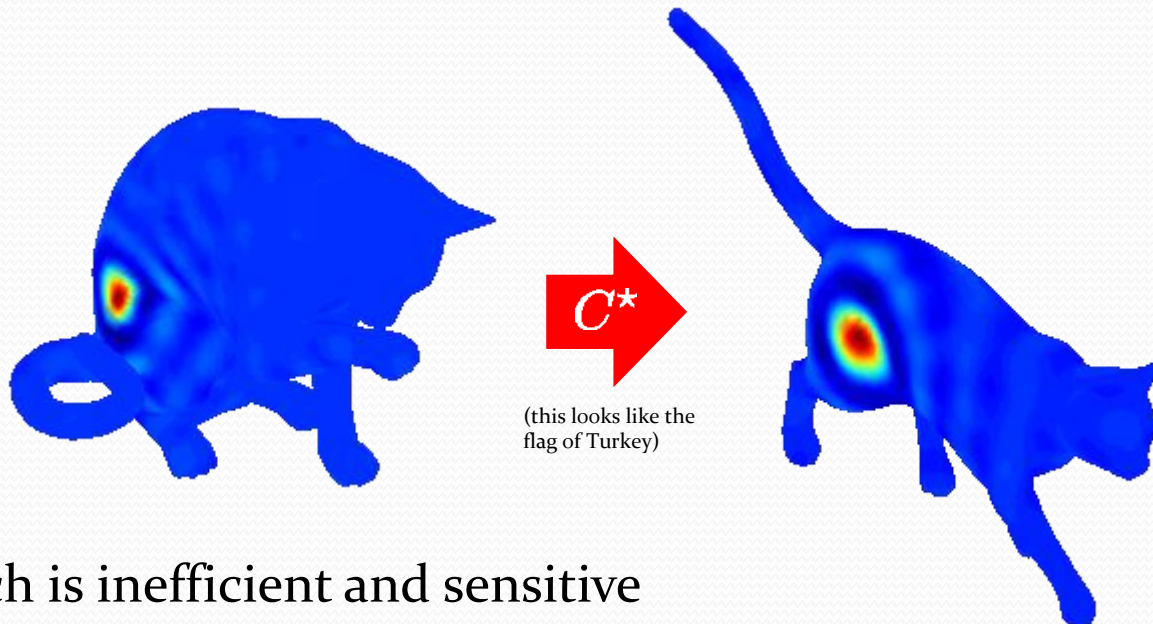 C*
(this looks like the
flag of Turkey)
h is inefficient and sensitive